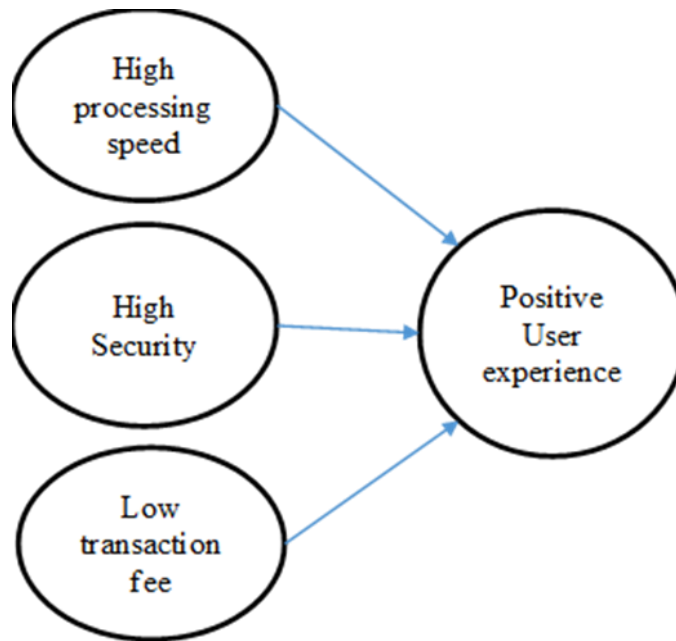 High
processing
speed
High
Security
Low
transaction
fee
Positive
User
experience